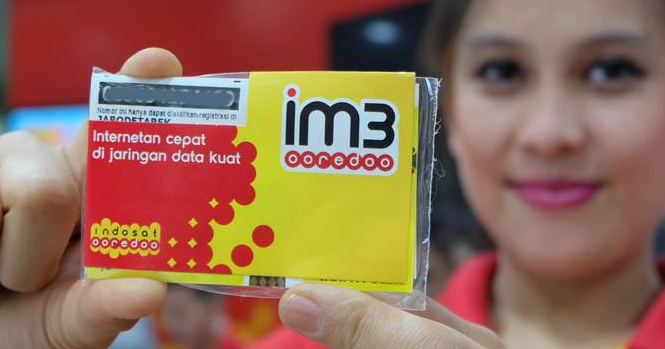 Nomor ini hanya dapat diaktifkan/registrasi di
JABODETABEK
Internetan cepat
di jaringan data kuat
im3
ooredoo
indosat
ooredoo